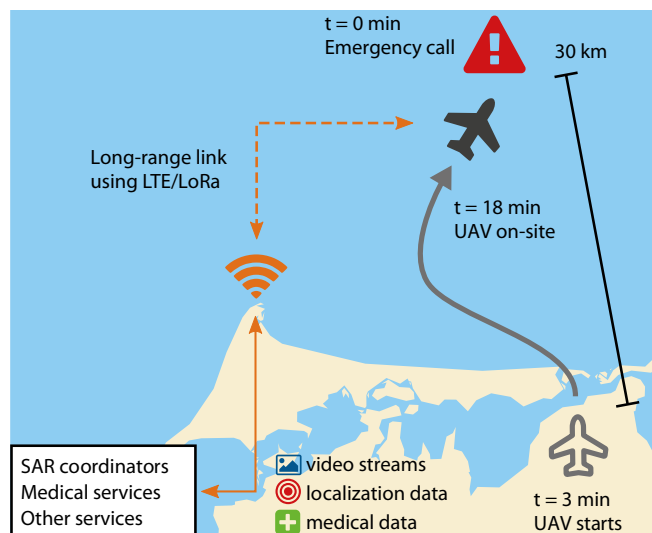 t = 0 min
Emergency call
30 km
Long-range link
using LTE/LoRa
t = 18 min
UAV on-site
SAR coordinators
Medical services
Other services
video streams
localization data
medical data
t = 3 min
UAV starts